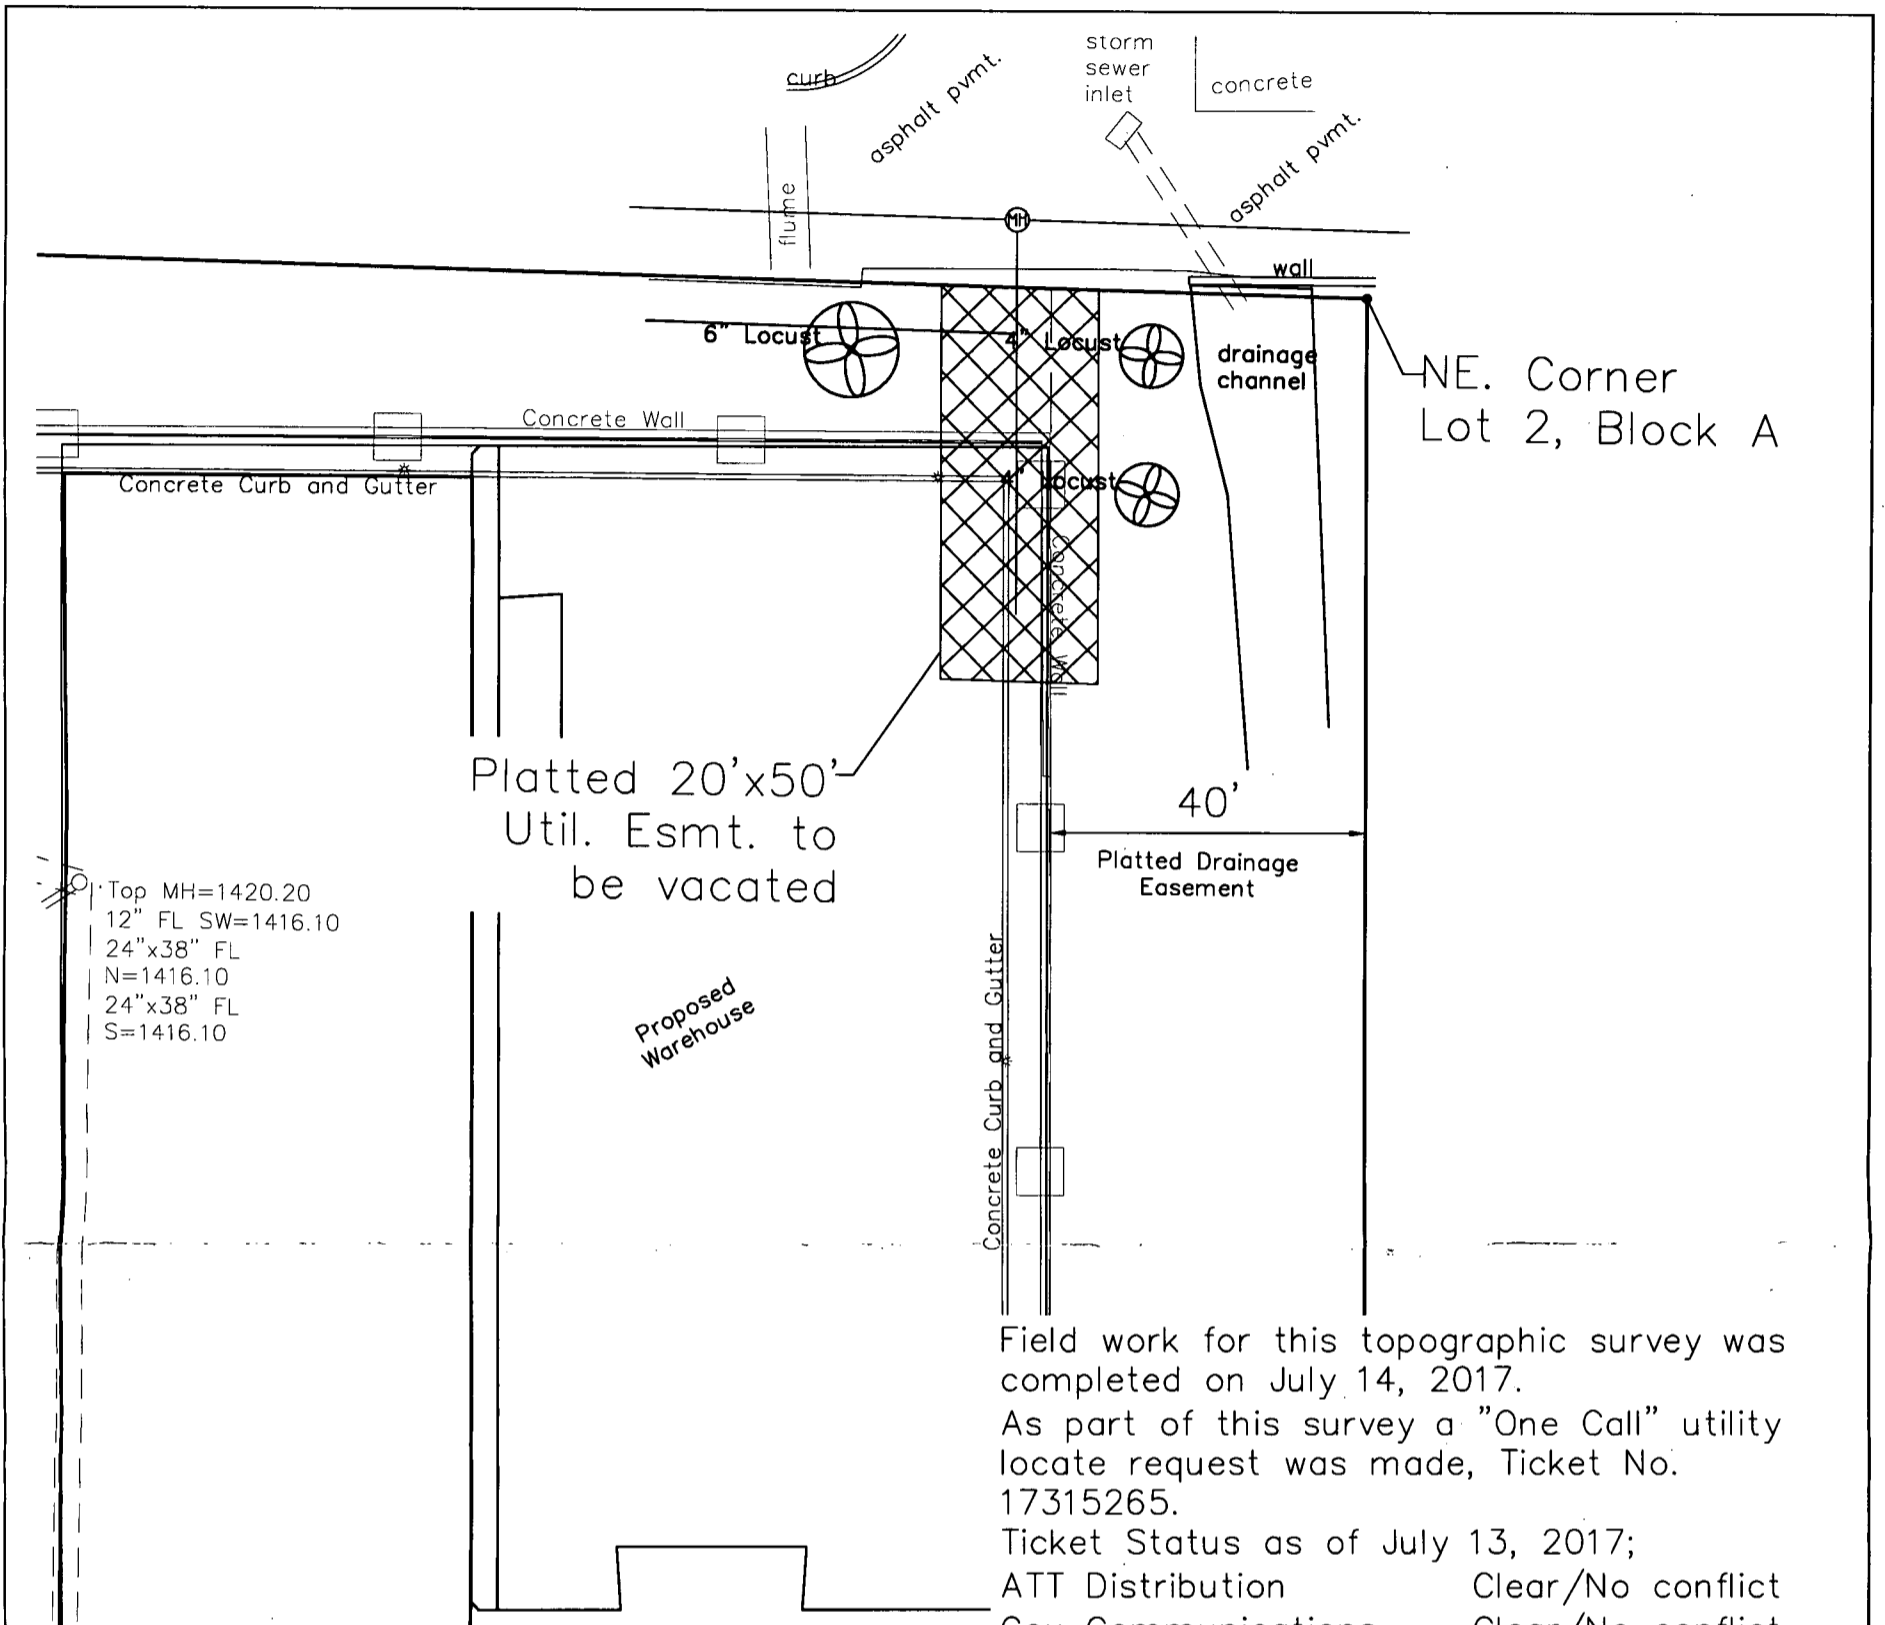 storm
sewer
inlet
concrete
curb
asphalt pvmt.
asphalt pvmt.
flume
MH
wall
6" Locust
4" Locust
drainage
channel
NE. Corner
Lot 2, Block A
Concrete Wall
Concrete Curb and Gutter
Locust
Concrete Wall
Platted 20'x50'
Util. Esmt. to
be vacated
40'
Platted Drainage
Easement
Top MH=1420.20
12" FL SW=1416.10
24"x38" FL
N=1416.10
24"x38" FL
S=1416.10
Proposed
Warehouse
Concrete Curb and Gutter
Field work for this topographic survey was
completed on July 14, 2017.
As part of this survey a "One Call" utility
locate request was made, Ticket No.
17315265.
Ticket Status as of July 13, 2017;
ATT Distribution Clear/No conflict
Communications Clear/No conflict